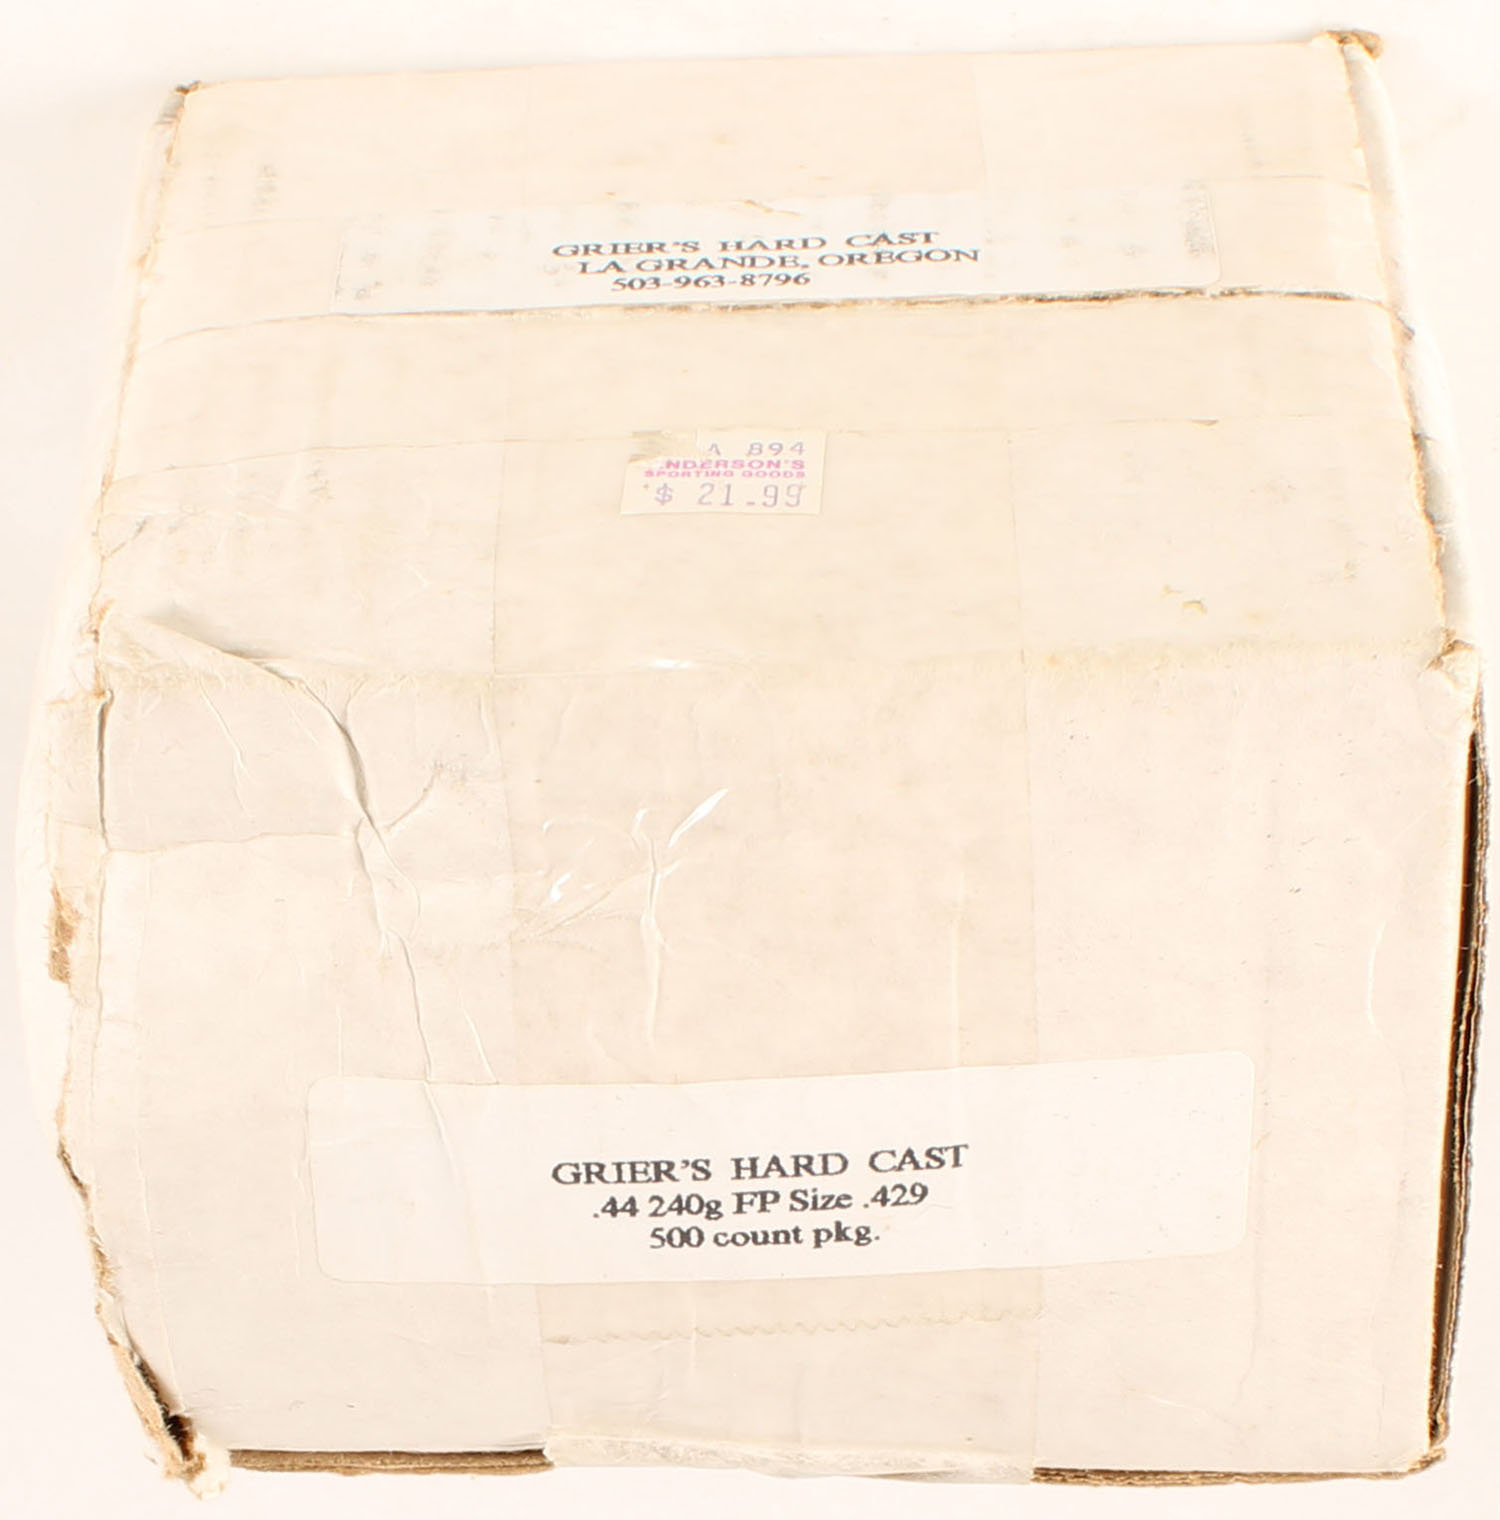 GRIER'S HARD CAST
LA GRANDE, OREGON
503-963-8796
A 894
NDERSON'S
SPORTING GOODS
$ 21.99
GRIER'S HARD CAST
.44 240g FP Size .429
500 count pkg.